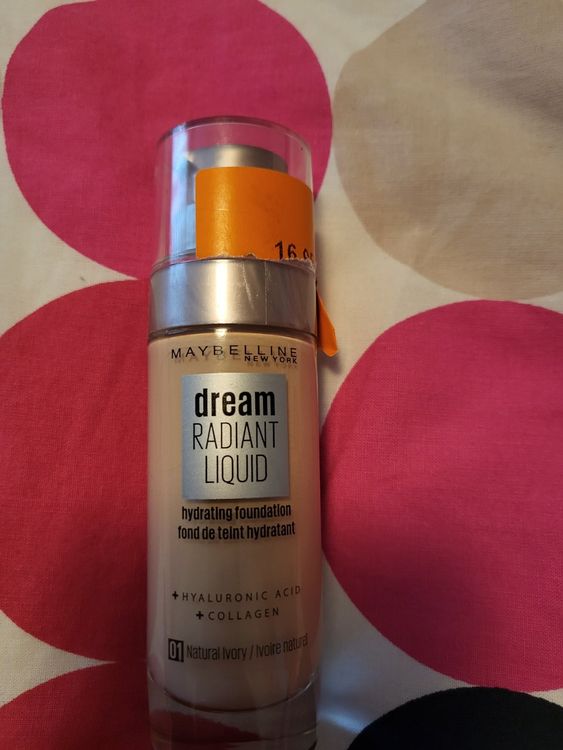 16
MAYBELLINE
NEW YORK
dream
RADIANT
LIQUID
hydrating foundation
fond de teint hydratant
+HYALURONIC ACID
+COLLAGEN
01 Natural Ivory / Ivoire naturel